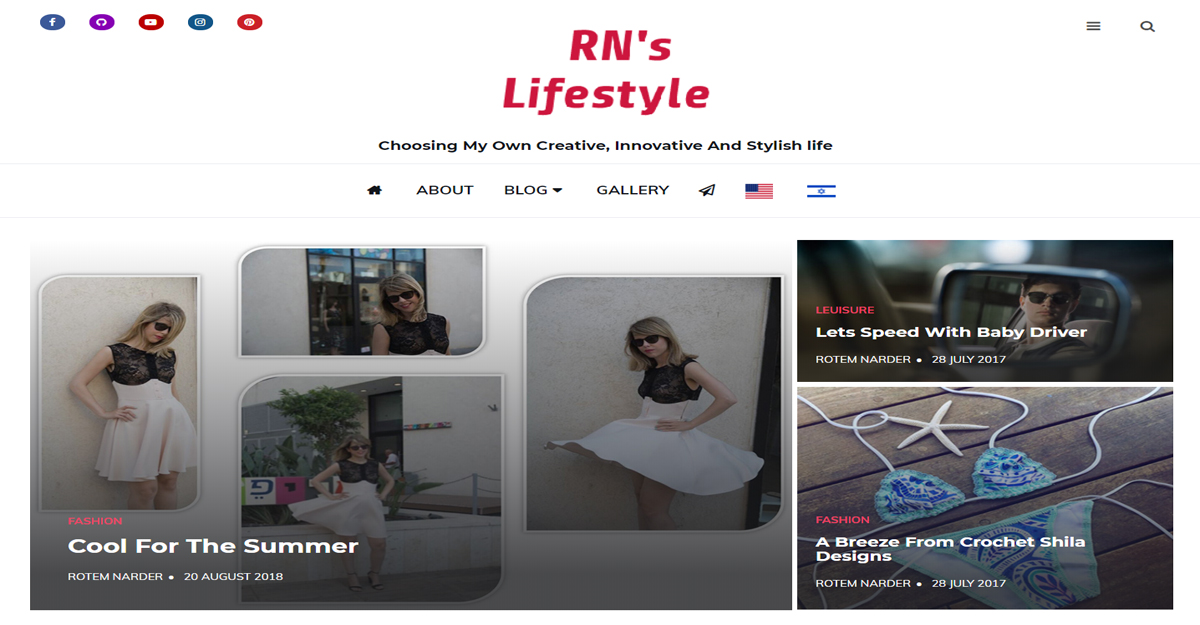 RN's
Lifestyle
Choosing My Own Creative, Innovative And Stylish life
ABOUT
BLOG
GALLERY
FASHION
Cool For The Summer
ROTEM NARDER ● 20 AUGUST 2018
LEUISURE
Lets Speed With Baby Driver
ROTEM NARDER ● 28 JULY 2017
FASHION
A Breeze From Crochet Shila
Designs
ROTEM NARDER ● 28 JULY 2017